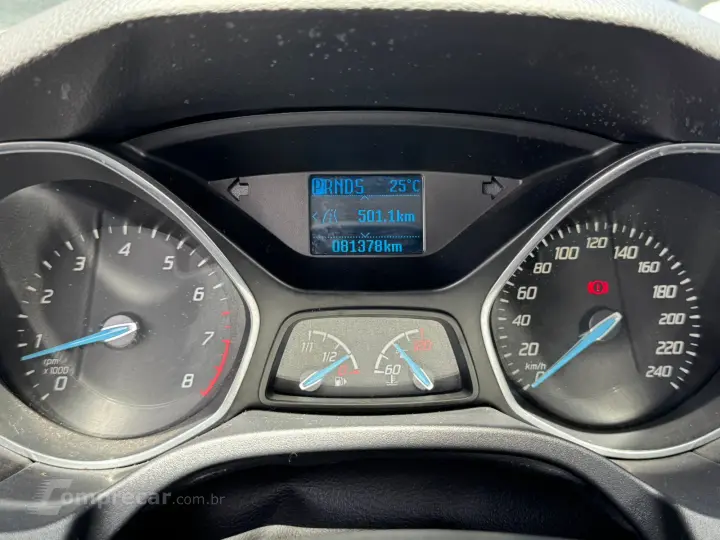 PRNDS 25°C
501.1km
081378km
0 1 2 3 4 5 6 7 8
rpm
x1000
1/1 1/2
60
0 20 40 60 80 100 120 140 160 180 200 220 240
km/h
Comprecar.com.br